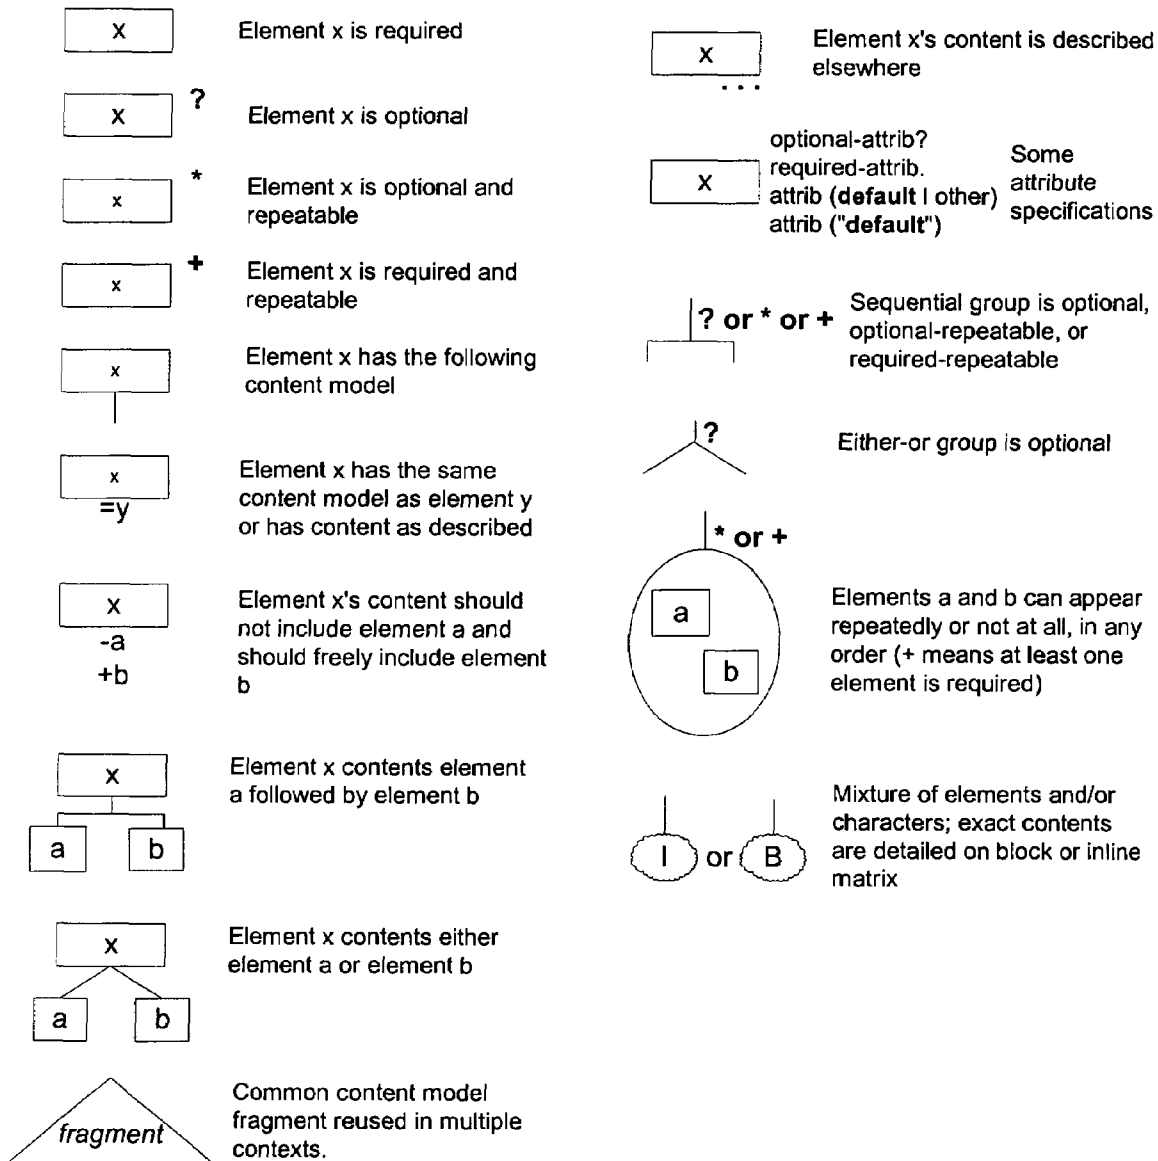 x
Element x is required
x
?
Element x is optional
x
*
Element x is optional and
repeatable
x
+
Element x is required and
repeatable
x
Element x has the following
content model
x
=y
Element x has the same
content model as element y
or has content as described
x
-a
+b
Element x's content should
not include element a and
should freely include element
b
x
a
b
Element x contents element
a followed by element b
x
a
b
Element x contents either
element a or element b
fragment
Common content model
fragment reused in multiple
contexts.
x
...
Element x's content is described
elsewhere
x
optional-attrib?
required-attrib.
attrib (default | other)
attrib ("default")
Some
attribute
specifications
? or * or +
Sequential group is optional,
optional-repeatable, or
required-repeatable
?
Either-or group is optional
* or +
a
b
Elements a and b can appear
repeatedly or not at all, in any
order (+ means at least one
element is required)
I or B
Mixture of elements and/or
characters; exact contents
are detailed on block or inline
matrix